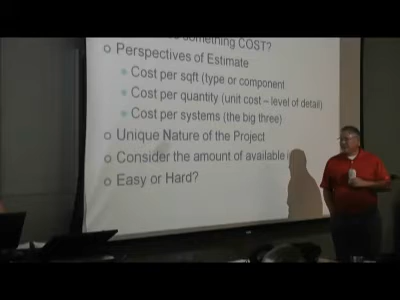 something COST?
o Perspectives of Estimate
Cost per sqft (type or component
Cost per quantity (unit cost – level of detail)
Cost per systems (the big three)
o Unique Nature of the Project
o Consider the amount of available
o Easy or Hard?